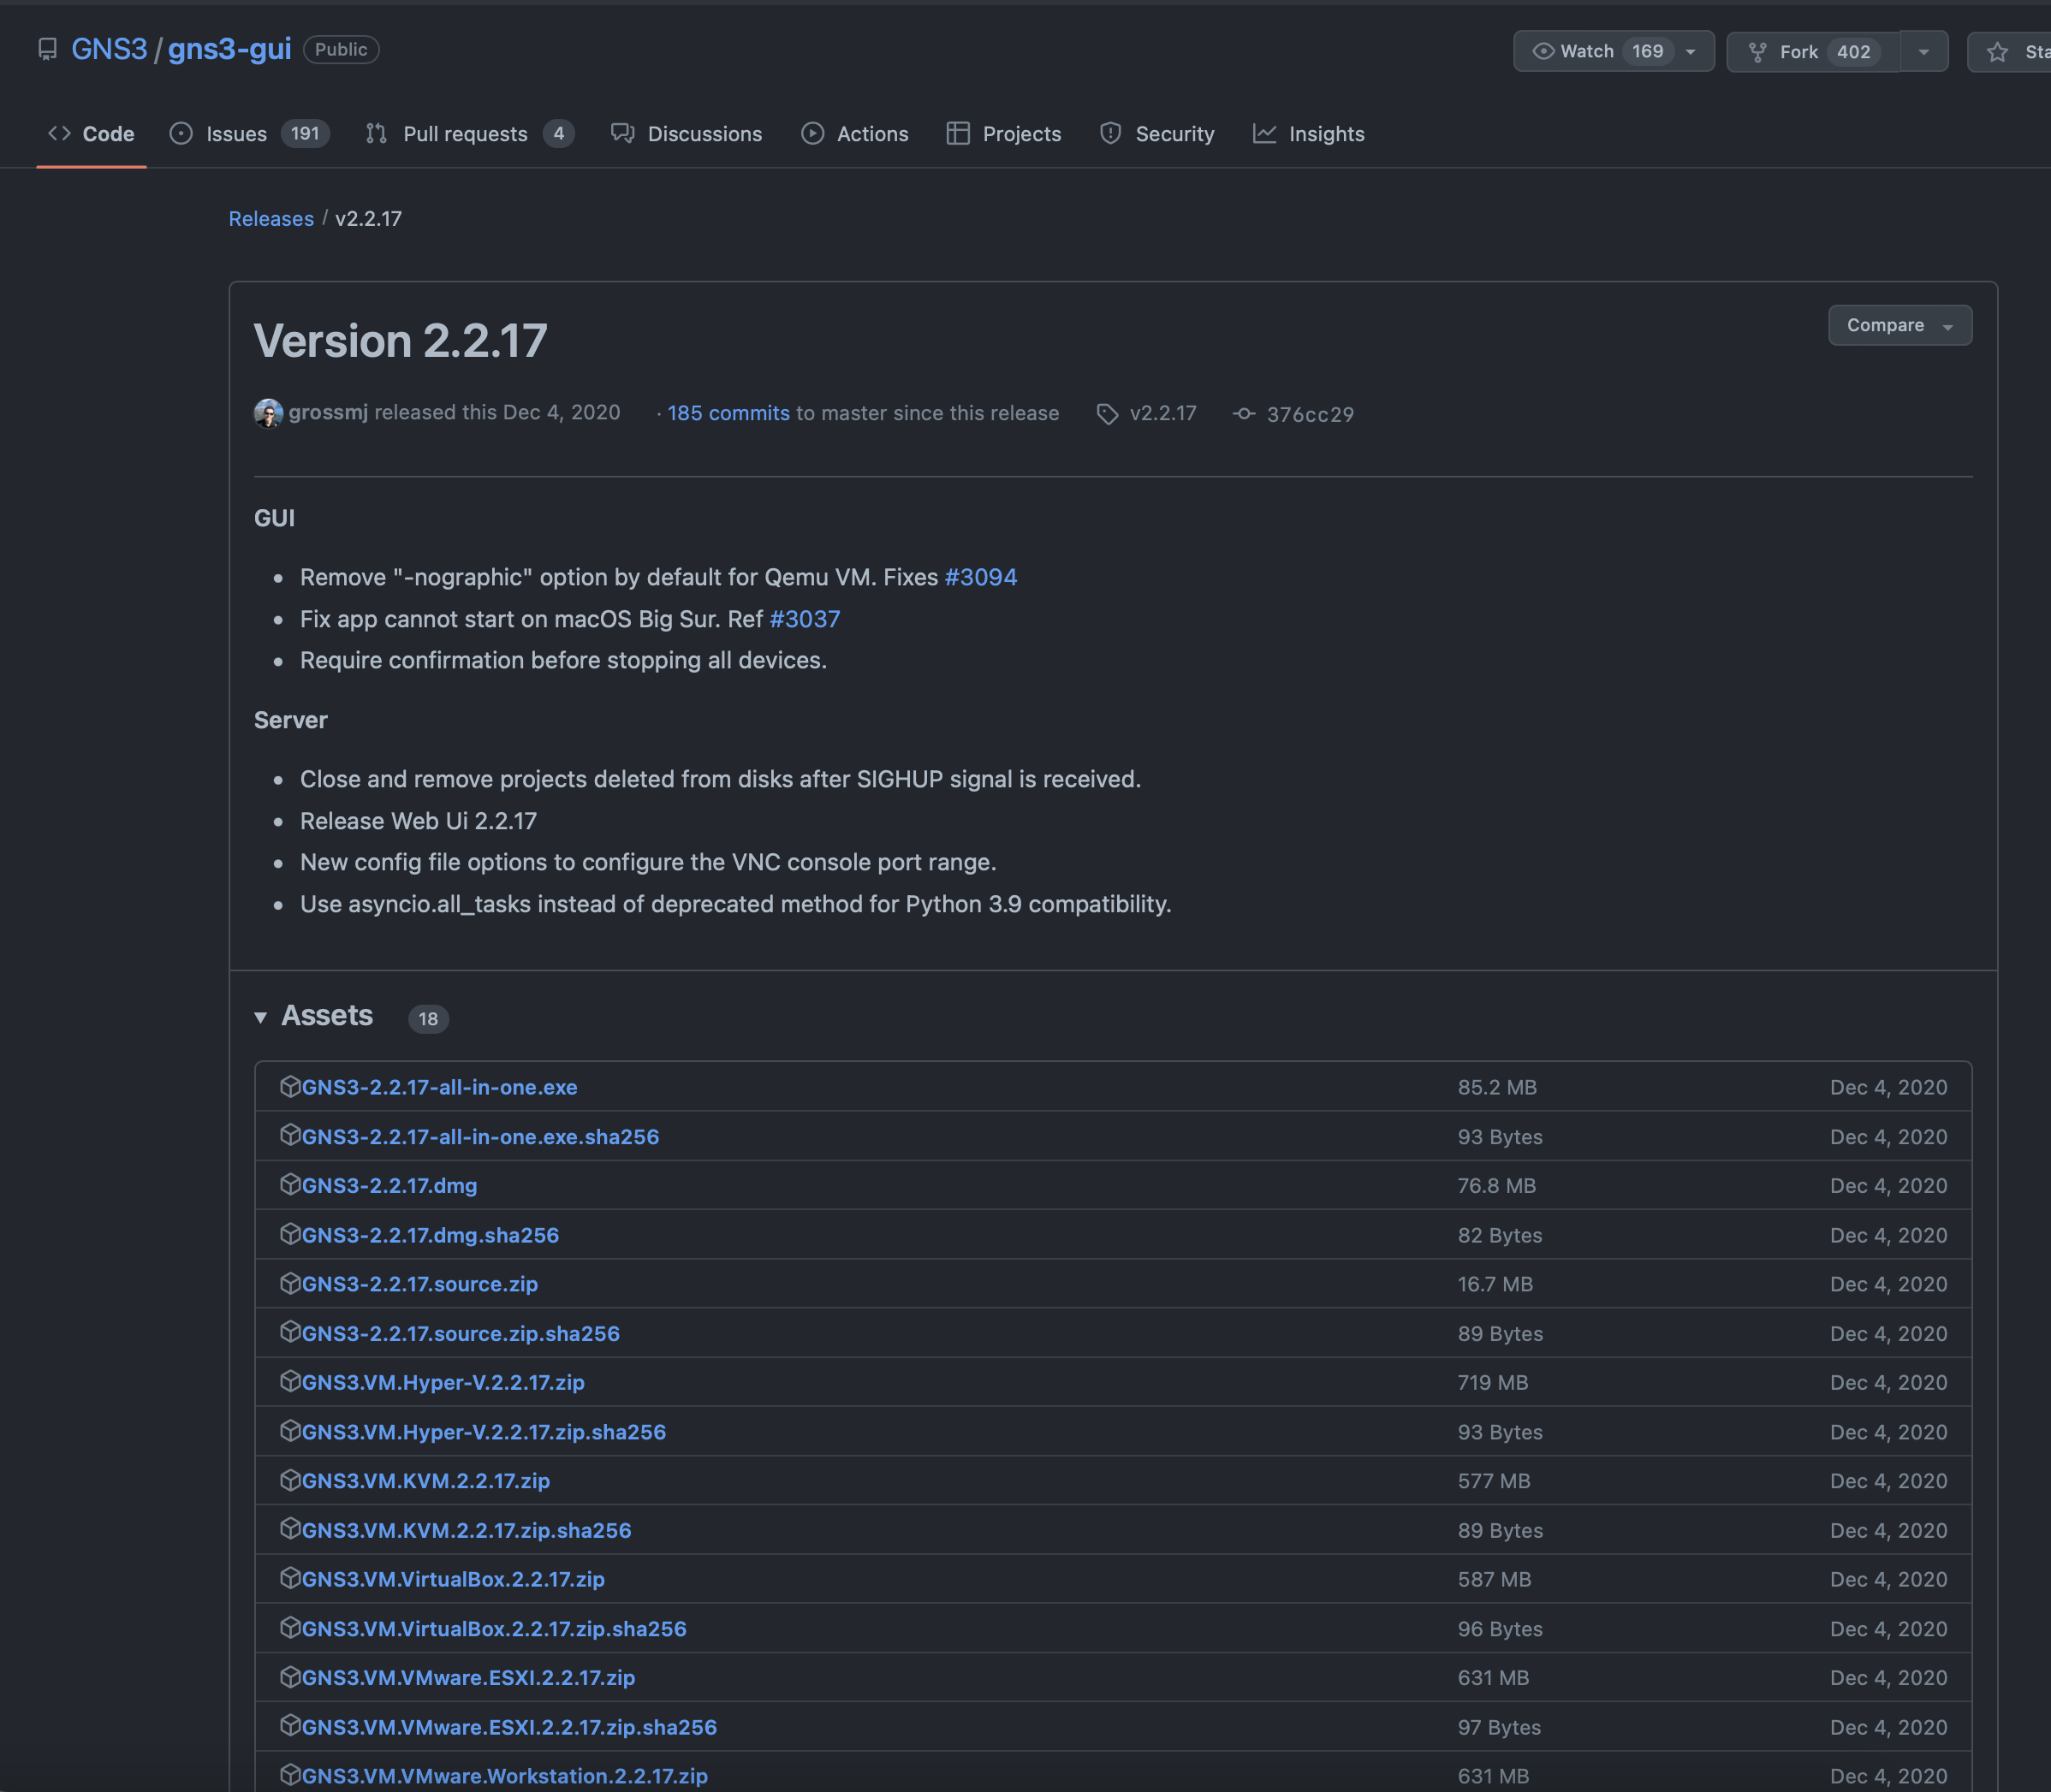 GNS3 / gns3-gui Public
Watch 169 Fork 402 Sta
Code Issues 191 Pull requests 4 Discussions Actions Projects Security Insights
Releases / v2.2.17
Version 2.2.17
Compare
grossmj released this Dec 4, 2020 · 185 commits to master since this release v2.2.17 376cc29
GUI
• Remove "-nographic" option by default for Qemu VM. Fixes #3094
• Fix app cannot start on macOS Big Sur. Ref #3037
• Require confirmation before stopping all devices.
Server
• Close and remove projects deleted from disks after SIGHUP signal is received.
• Release Web Ui 2.2.17
• New config file options to configure the VNC console port range.
• Use asyncio.all_tasks instead of deprecated method for Python 3.9 compatibility.
Assets 18
GNS3-2.2.17-all-in-one.exe 85.2 MB Dec 4, 2020
GNS3-2.2.17-all-in-one.exe.sha256 93 Bytes Dec 4, 2020
GNS3-2.2.17.dmg 76.8 MB Dec 4, 2020
GNS3-2.2.17.dmg.sha256 82 Bytes Dec 4, 2020
GNS3-2.2.17.source.zip 16.7 MB Dec 4, 2020
GNS3-2.2.17.source.zip.sha256 89 Bytes Dec 4, 2020
GNS3.VM.Hyper-V.2.2.17.zip 719 MB Dec 4, 2020
GNS3.VM.Hyper-V.2.2.17.zip.sha256 93 Bytes Dec 4, 2020
GNS3.VM.KVM.2.2.17.zip 577 MB Dec 4, 2020
GNS3.VM.KVM.2.2.17.zip.sha256 89 Bytes Dec 4, 2020
GNS3.VM.VirtualBox.2.2.17.zip 587 MB Dec 4, 2020
GNS3.VM.VirtualBox.2.2.17.zip.sha256 96 Bytes Dec 4, 2020
GNS3.VM.VMware.ESXI.2.2.17.zip 631 MB Dec 4, 2020
GNS3.VM.VMware.ESXI.2.2.17.zip.sha256 97 Bytes Dec 4, 2020
GNS3.VM.VMware.Workstation.2.2.17.zip 631 MB Dec 4, 2020